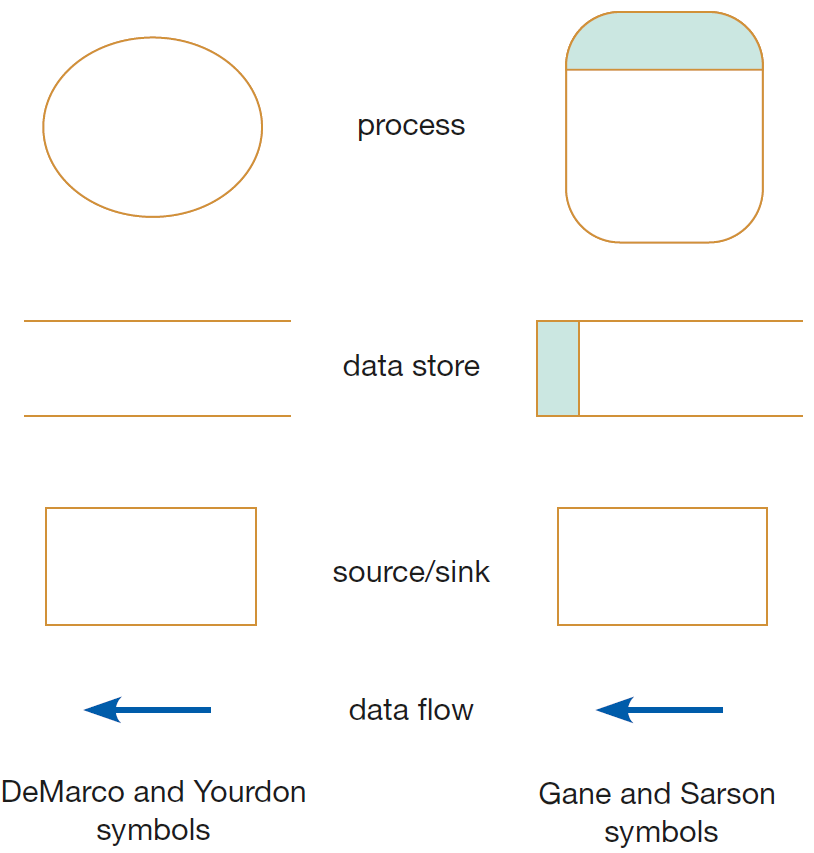 process
data store
source/sink
data flow
DeMarco and Yourdon
symbols
Gane and Sarson
symbols